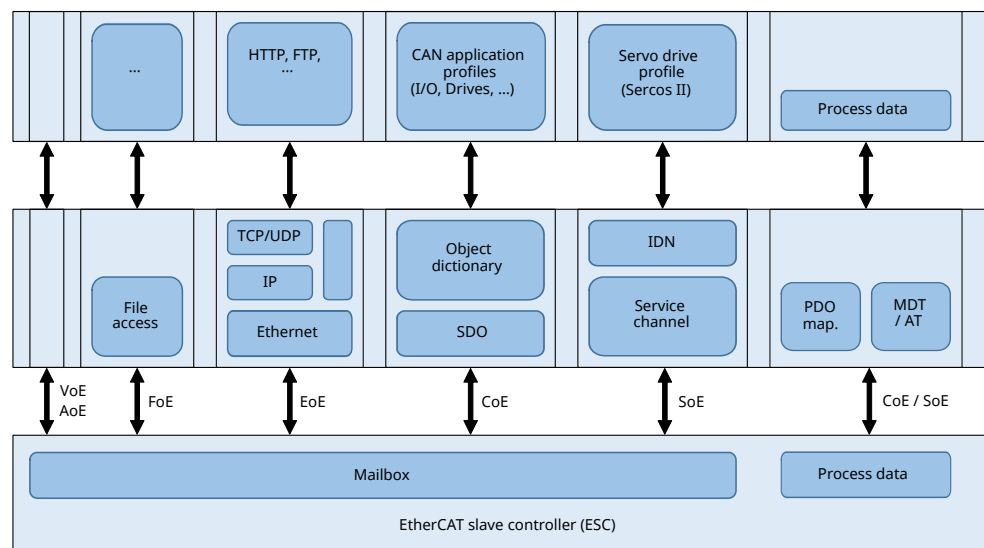 ...
HTTP, FTP,
...
CAN application
profiles
(I/O, Drives, ...)
Servo drive
profile
(Sercos II)
Process data
File
access
TCP/UDP
IP
Ethernet
Object
dictionary
SDO
IDN
Service
channel
PDO
map.
MDT
/ AT
VoE
AoE
FoE
EoE
CoE
SoE
CoE / SoE
Mailbox
Process data
EtherCAT slave controller (ESC)